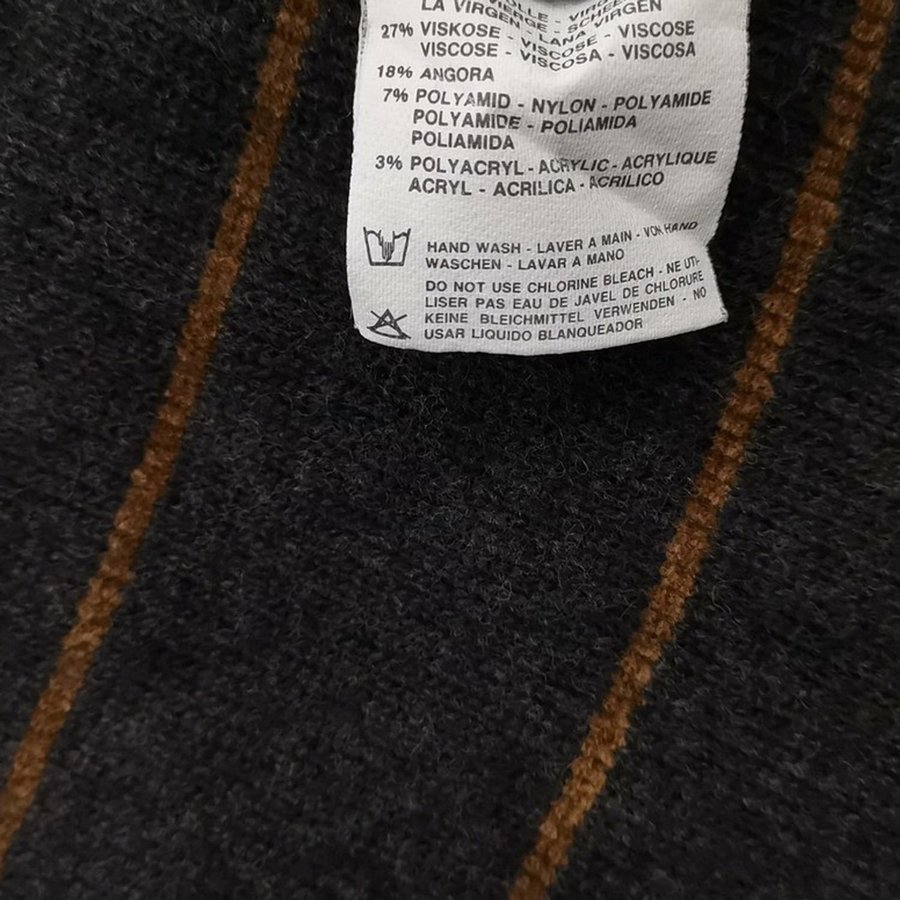 LA VIRGENGE - LANA - SCHIRGEN
27% VISKOSE - VISCOSE - VISCOSE
VISCOSE - VISCOSA - VISCOSA
18% ANGORA
7% POLYAMID - NYLON - POLYAMIDE
POLYAMIDE - POLIAMIDA
POLIAMIDA
3% POLYACRYL - ACRYLIC - ACRYLIQUE
ACRYL - ACRILICA - ACRILICO
HAND WASH - LAVER A MAIN - VON HAND
WASCHEN - LAVAR A MANO
DO NOT USE CHLORINE BLEACH - NE UTI-
LISER PAS EAU DE JAVEL DE CHLORURE
KEINE BLEICHMITTEL VERWENDEN - NO
USAR LIQUIDO BLANQUEADOR